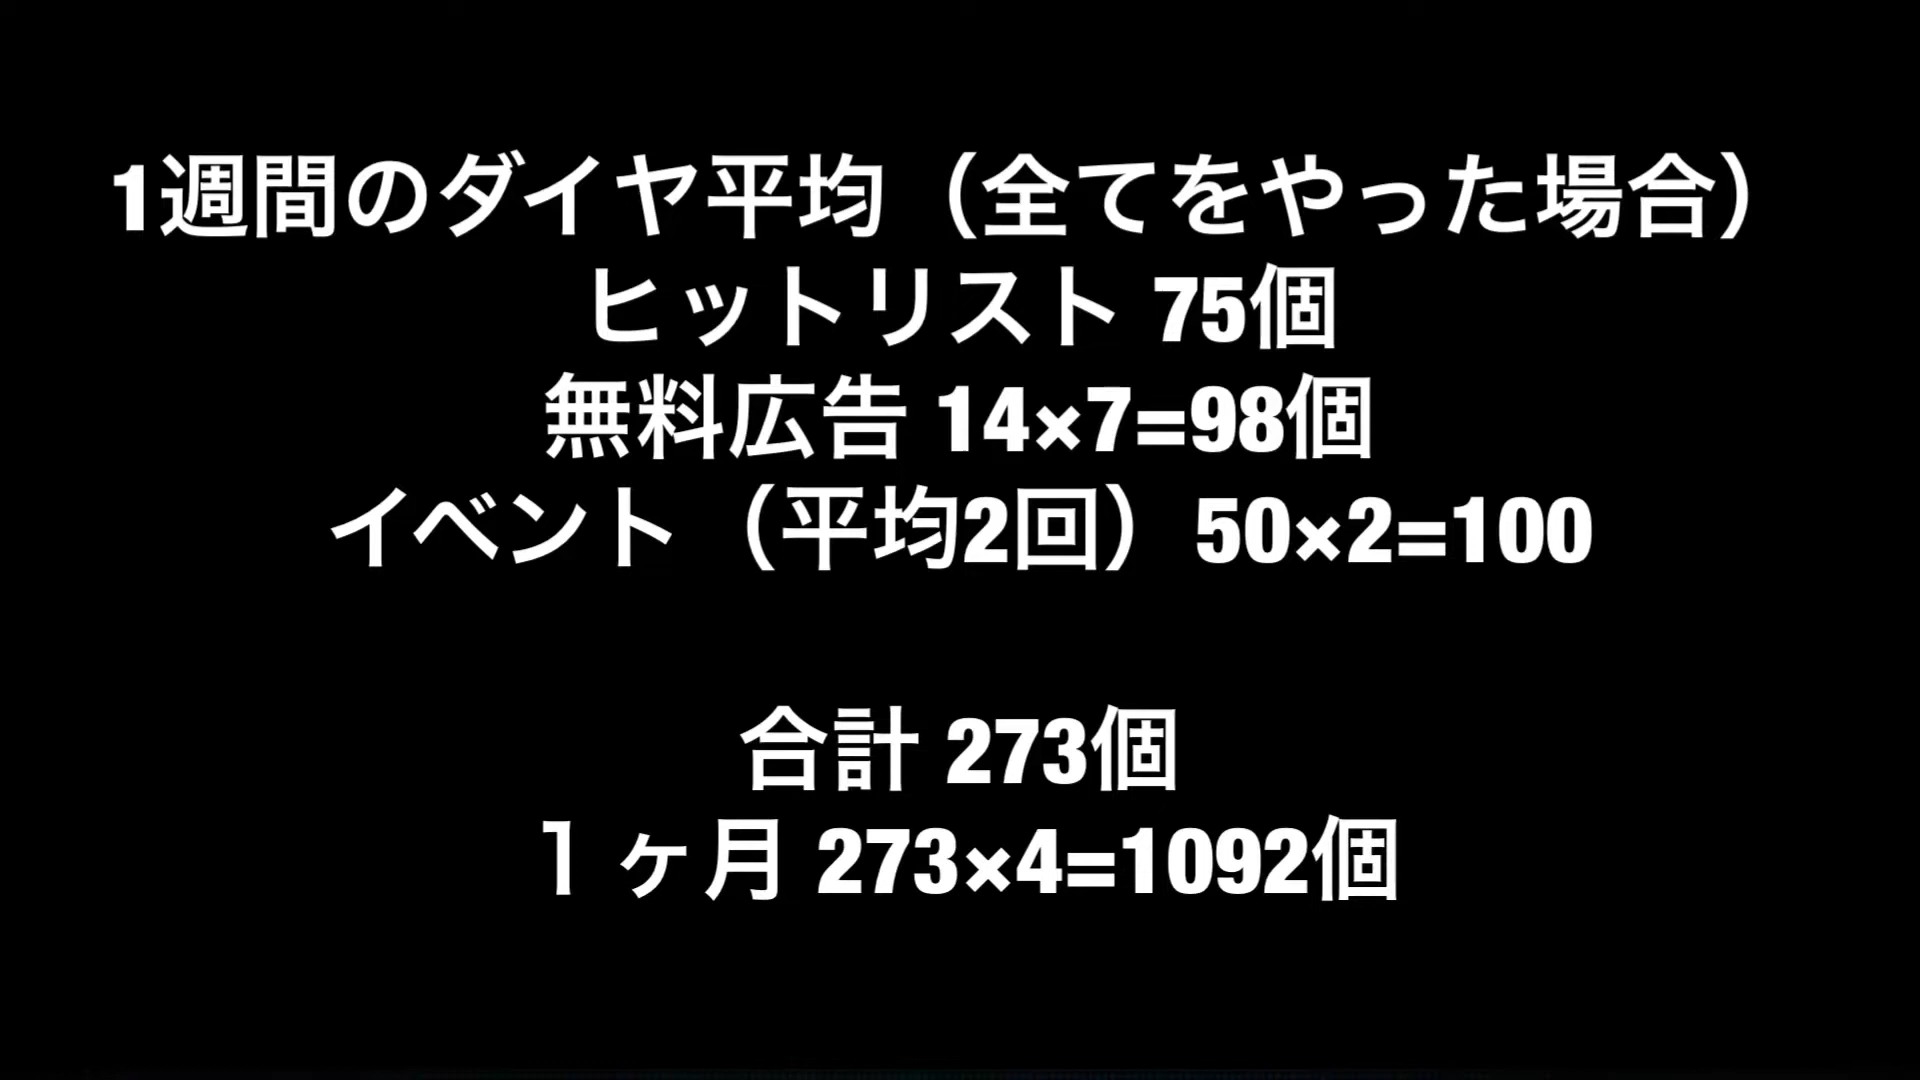 1週間のダイヤ平均（全てをやった場合）
ヒットリスト 75個
無料広告 14×7=98個
イベント（平均2回）50×2=100
合計 273個
１ヶ月 273×4=1092個